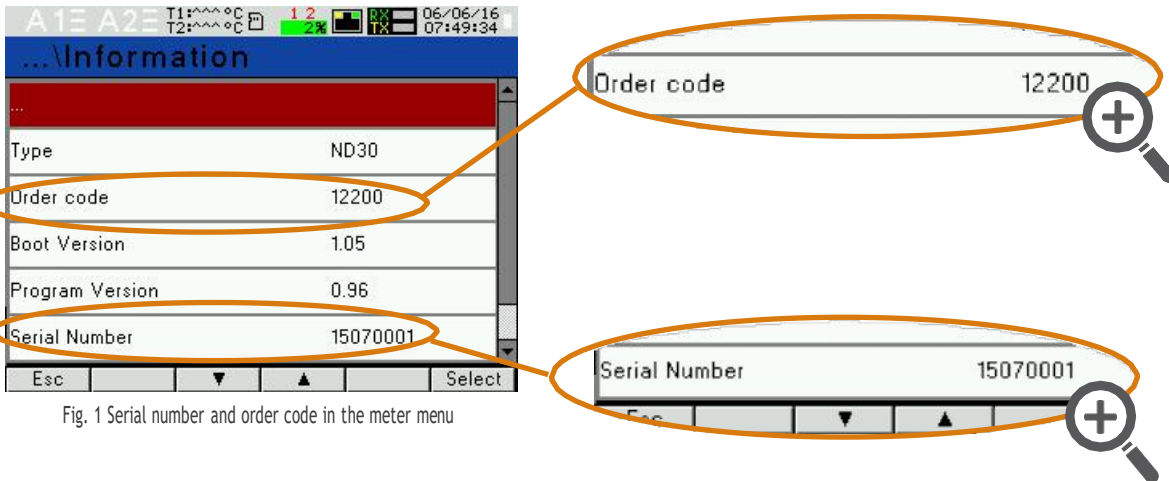 A1 A2 T1:^^^°C 1 2 RX 06/06/16
T2:^^^°C 2% TX 07:49:34
...\Information
...
Type ND30
Order code 12200
Boot Version 1.05
Program Version 0.96
Serial Number 15070001
Esc ▼ ▲ Select
Fig. 1 Serial number and order code in the meter menu
Order code 12200
Serial Number 15070001
▼ ▲